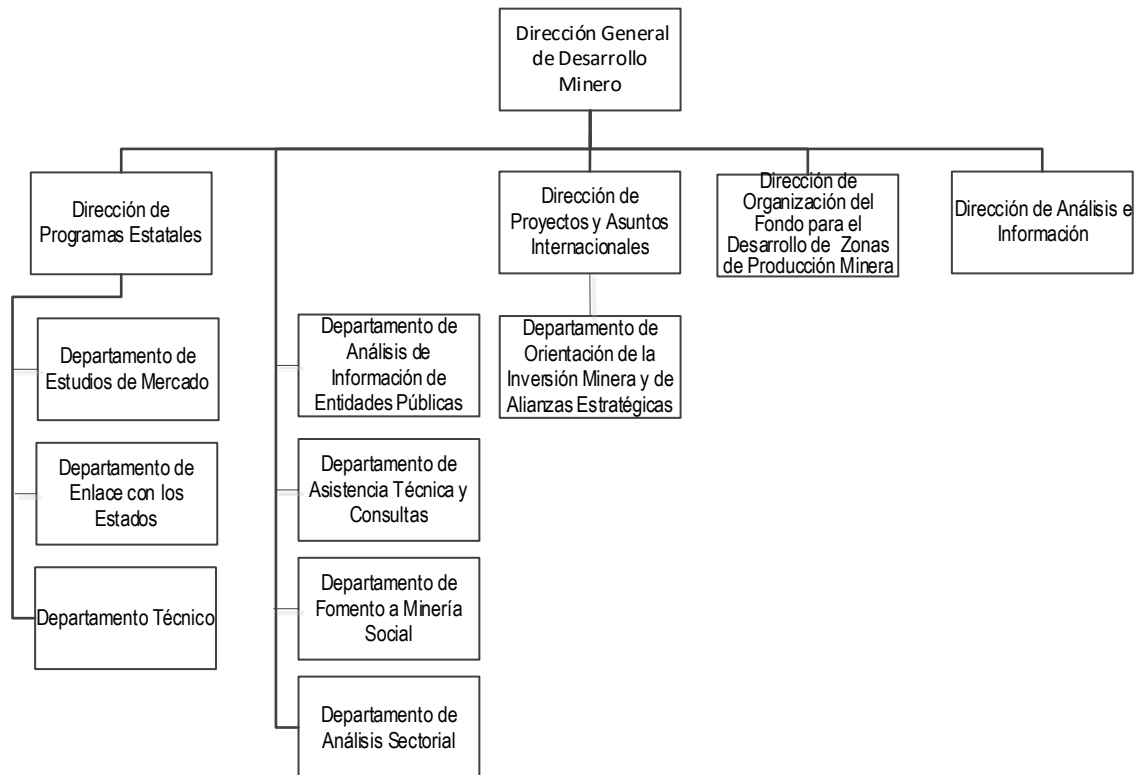 Dirección General
de Desarrollo
Minero
Dirección de
Programas Estatales
Dirección de
Proyectos y Asuntos
Internacionales
Dirección de
Organización del
Fondo para el
Desarrollo de Zonas
de Producción Minera
Dirección de Análisis e
Información
Departamento de
Estudios de Mercado
Departamento de
Análisis de
Información de
Entidades Públicas
Departamento de
Orientación de la
Inversión Minera y de
Alianzas Estratégicas
Departamento de
Enlace con los
Estados
Departamento de
Asistencia Técnica y
Consultas
Departamento Técnico
Departamento de
Fomento a Minería
Social
Departamento de
Análisis Sectorial